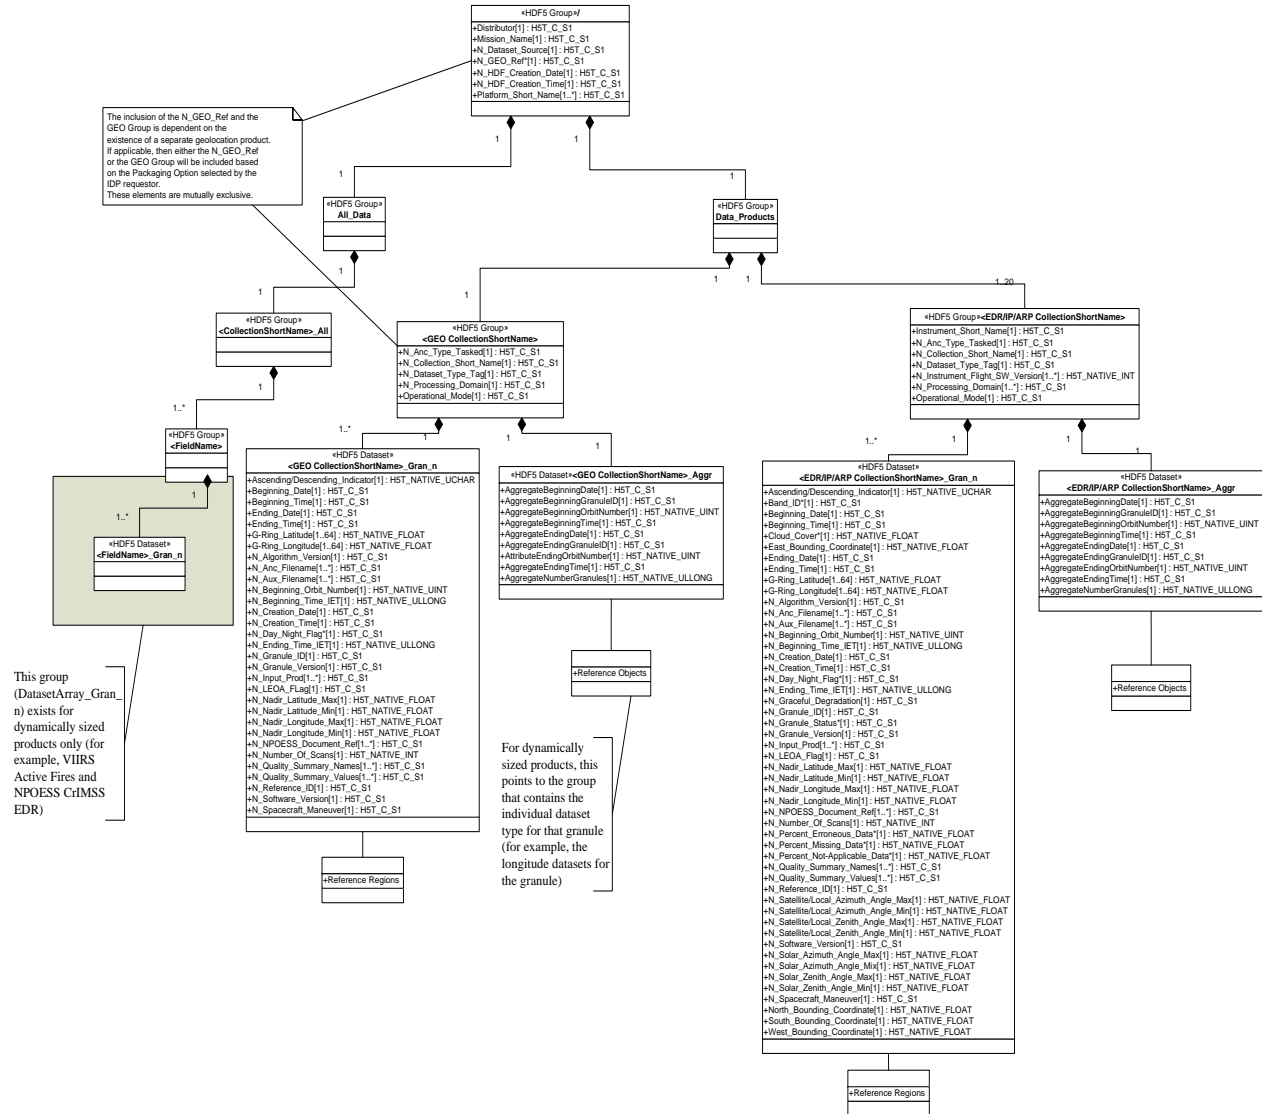 «HDF5 Group»/
+Distributor[1] : H5T_C_S1
+Mission_Name[1] : H5T_C_S1
+N_Dataset_Source[1] : H5T_C_S1
+N_GEO_Ref*[1] : H5T_C_S1
+N_HDF_Creation_Date[1] : H5T_C_S1
+N_HDF_Creation_Time[1] : H5T_C_S1
+Platform_Short_Name[1..*] : H5T_C_S1
The inclusion of the N_GEO_Ref and the
GEO Group is dependent on the
existence of a separate geolocation product.
If applicable, then either the N_GEO_Ref
or the GEO Group will be included based
on the Packaging Option selected by the
IDP requestor.
These elements are mutually exclusive.
1
1
1
1
«HDF5 Group»
All_Data
«HDF5 Group»
Data_Products
1
1
1
1
1
1..20
«HDF5 Group»
<CollectionShortName>_All
1
1..*
«HDF5 Group»
<GEO CollectionShortName>
+N_Anc_Type_Tasked[1] : H5T_C_S1
+N_Collection_Short_Name[1] : H5T_C_S1
+N_Dataset_Type_Tag[1] : H5T_C_S1
+N_Processing_Domain[1] : H5T_C_S1
+Operational_Mode[1] : H5T_C_S1
«HDF5 Group»<EDR/IP/ARP CollectionShortName>
+Instrument_Short_Name[1] : H5T_C_S1
+N_Anc_Type_Tasked[1] : H5T_C_S1
+N_Collection_Short_Name[1] : H5T_C_S1
+N_Dataset_Type_Tag[1] : H5T_C_S1
+N_Instrument_Flight_SW_Version[1..*] : H5T_NATIVE_INT
+N_Processing_Domain[1..*] : H5T_C_S1
+Operational_Mode[1] : H5T_C_S1
1..*
1
1
1
1..*
1
1
1
«HDF5 Group»
<FieldName>
1
1..*
«HDF5 Dataset»
<FieldName>_Gran_n
This group
(DatasetArray_Gran_
n) exists for
dynamically sized
products only (for
example, VIIRS
Active Fires and
NPOESS CrIMSS
EDR)
«HDF5 Dataset»
<GEO CollectionShortName>_Gran_n
+Ascending/Descending_Indicator[1] : H5T_NATIVE_UCHAR
+Beginning_Date[1] : H5T_C_S1
+Beginning_Time[1] : H5T_C_S1
+Ending_Date[1] : H5T_C_S1
+Ending_Time[1] : H5T_C_S1
+G-Ring_Latitude[1..64] : H5T_NATIVE_FLOAT
+G-Ring_Longitude[1..64] : H5T_NATIVE_FLOAT
+N_Algorithm_Version[1] : H5T_C_S1
+N_Anc_Filename[1..*] : H5T_C_S1
+N_Aux_Filename[1..*] : H5T_C_S1
+N_Beginning_Orbit_Number[1] : H5T_NATIVE_UINT
+N_Beginning_Time_IET[1] : H5T_NATIVE_ULLONG
+N_Creation_Date[1] : H5T_C_S1
+N_Creation_Time[1] : H5T_C_S1
+N_Day_Night_Flag*[1] : H5T_C_S1
+N_Ending_Time_IET[1] : H5T_NATIVE_ULLONG
+N_Granule_ID[1] : H5T_C_S1
+N_Granule_Version[1] : H5T_C_S1
+N_Input_Prod[1..*] : H5T_C_S1
+N_LEOA_FLag[1] : H5T_C_S1
+N_Nadir_Latitude_Max[1] : H5T_NATIVE_FLOAT
+N_Nadir_Latitude_Min[1] : H5T_NATIVE_FLOAT
+N_Nadir_Longitude_Max[1] : H5T_NATIVE_FLOAT
+N_Nadir_Longitude_Min[1] : H5T_NATIVE_FLOAT
+N_NPOESS_Document_Ref[1..*] : H5T_C_S1
+N_Number_Of_Scans[1] : H5T_NATIVE_INT
+N_Quality_Summary_Names[1..*] : H5T_C_S1
+N_Quality_Summary_Values[1..*] : H5T_C_S1
+N_Reference_ID[1] : H5T_C_S1
+N_Software_Version[1] : H5T_C_S1
+N_Spacecraft_Maneuver[1] : H5T_C_S1
+Reference Regions
«HDF5 Dataset»<GEO CollectionShortName>_Aggr
+AggregateBeginningDate[1] : H5T_C_S1
+AggregateBeginningGranuleID[1] : H5T_C_S1
+AggregateBeginningOrbitNumber[1] : H5T_NATIVE_UINT
+AggregateBeginningTime[1] : H5T_C_S1
+AggregateEndingDate[1] : H5T_C_S1
+AggregateEndingGranuleID[1] : H5T_C_S1
+AttributeEndingOrbitNumber[1] : H5T_NATIVE_UINT
+AggregateEndingTime[1] : H5T_C_S1
+AggregateNumberGranules[1] : H5T_NATIVE_ULLONG
+Reference Objects
For dynamically
sized products, this
points to the group
that contains the
individual dataset
type for that granule
(for example, the
longitude datasets for
the granule)
«HDF5 Dataset»
<EDR/IP/ARP CollectionShortName>_Gran_n
+Ascending/Descending_Indicator[1] : H5T_NATIVE_UCHAR
+Band_ID*[1] : H5T_C_S1
+Beginning_Date[1] : H5T_C_S1
+Beginning_Time[1] : H5T_C_S1
+Cloud_Cover*[1] : H5T_NATIVE_FLOAT
+East_Bounding_Coordinate[1] : H5T_NATIVE_FLOAT
+Ending_Date[1] : H5T_C_S1
+Ending_Time[1] : H5T_C_S1
+G-Ring_Latitude[1..64] : H5T_NATIVE_FLOAT
+G-Ring_Longitude[1..64] : H5T_NATIVE_FLOAT
+N_Algorithm_Version[1] : H5T_C_S1
+N_Anc_Filename[1..*] : H5T_C_S1
+N_Aux_Filename[1..*] : H5T_C_S1
+N_Beginning_Orbit_Number[1] : H5T_NATIVE_UINT
+N_Beginning_Time_IET[1] : H5T_NATIVE_ULLONG
+N_Creation_Date[1] : H5T_C_S1
+N_Creation_Time[1] : H5T_C_S1
+N_Day_Night_Flag*[1] : H5T_C_S1
+N_Ending_Time_IET[1] : H5T_NATIVE_ULLONG
+N_Graceful_Degradation[1] : H5T_C_S1
+N_Granule_ID[1] : H5T_C_S1
+N_Granule_Status*[1] : H5T_C_S1
+N_Granule_Version[1] : H5T_C_S1
+N_Input_Prod[1..*] : H5T_C_S1
+N_LEOA_Flag[1] : H5T_C_S1
+N_Nadir_Latitude_Max[1] : H5T_NATIVE_FLOAT
+N_Nadir_Latitude_Min[1] : H5T_NATIVE_FLOAT
+N_Nadir_Longitude_Max[1] : H5T_NATIVE_FLOAT
+N_Nadir_Longitude_Min[1] : H5T_NATIVE_FLOAT
+N_NPOESS_Document_Ref[1..*] : H5T_C_S1
+N_Number_Of_Scans[1] : H5T_NATIVE_INT
+N_Percent_Erroneous_Data*[1] : H5T_NATIVE_FLOAT
+N_Percent_Missing_Data*[1] : H5T_NATIVE_FLOAT
+N_Percent_Not-Applicable_Data*[1] : H5T_NATIVE_FLOAT
+N_Quality_Summary_Names[1..*] : H5T_C_S1
+N_Quality_Summary_Values[1..*] : H5T_C_S1
+N_Reference_ID[1] : H5T_C_S1
+N_Satellite/Local_Azimuth_Angle_Max[1] : H5T_NATIVE_FLOAT
+N_Satellite/Local_Azimuth_Angle_Min[1] : H5T_NATIVE_FLOAT
+N_Satellite/Local_Zenith_Angle_Max[1] : H5T_NATIVE_FLOAT
+N_Satellite/Local_Zenith_Angle_Min[1] : H5T_NATIVE_FLOAT
+N_Software_Version[1] : H5T_C_S1
+N_Solar_Azimuth_Angle_Max[1] : H5T_NATIVE_FLOAT
+N_Solar_Azimuth_Angle_Mix[1] : H5T_NATIVE_FLOAT
+N_Solar_Zenith_Angle_Max[1] : H5T_NATIVE_FLOAT
+N_Solar_Zenith_Angle_Min[1] : H5T_NATIVE_FLOAT
+N_Spacecraft_Maneuver[1] : H5T_C_S1
+North_Bounding_Coordinate[1] : H5T_NATIVE_FLOAT
+South_Bounding_Coordinate[1] : H5T_NATIVE_FLOAT
+West_Bounding_Coordinate[1] : H5T_NATIVE_FLOAT
+Reference Regions
«HDF5 Dataset»
<EDR/IP/ARP CollectionShortName>_Aggr
+AggregateBeginningDate[1] : H5T_C_S1
+AggregateBeginningGranuleID[1] : H5T_C_S1
+AggregateBeginningOrbitNumber[1] : H5T_NATIVE_UINT
+AggregateBeginningTime[1] : H5T_C_S1
+AggregateEndingDate[1] : H5T_C_S1
+AggregateEndingGranuleID[1] : H5T_C_S1
+AggregateEndingOrbitNumber[1] : H5T_NATIVE_UINT
+AggregateEndingTime[1] : H5T_C_S1
+AggregateNumberGranules[1] : H5T_NATIVE_ULONG
+Reference Objects